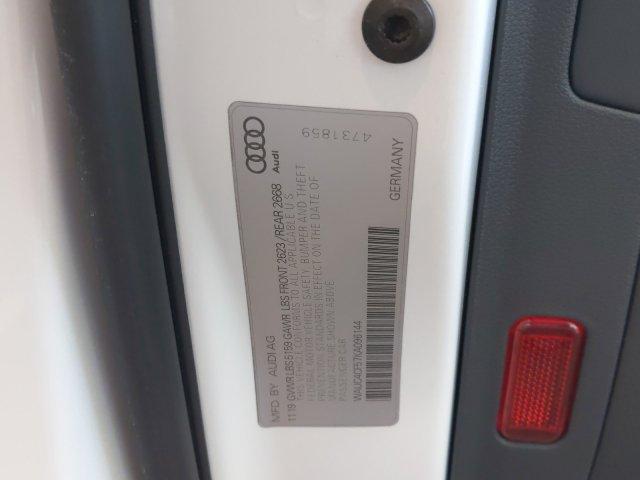 Audi
4731859
MFD. BY AUDI AG
11.19 GVWR LBS 5159 GAWR LBS FRONT 2623 / REAR 2668
THIS VEHICLE CONFORMS TO ALL APPLICABLE U S
FEDERAL MOTOR VEHICLE SAFETY, BUMPER AND THEFT
PREVENTION STANDARDS IN EFFECT ON THE DATE OF
MANUFACTURE SHOWN ABOVE
PASSENGER CAR
GERMANY